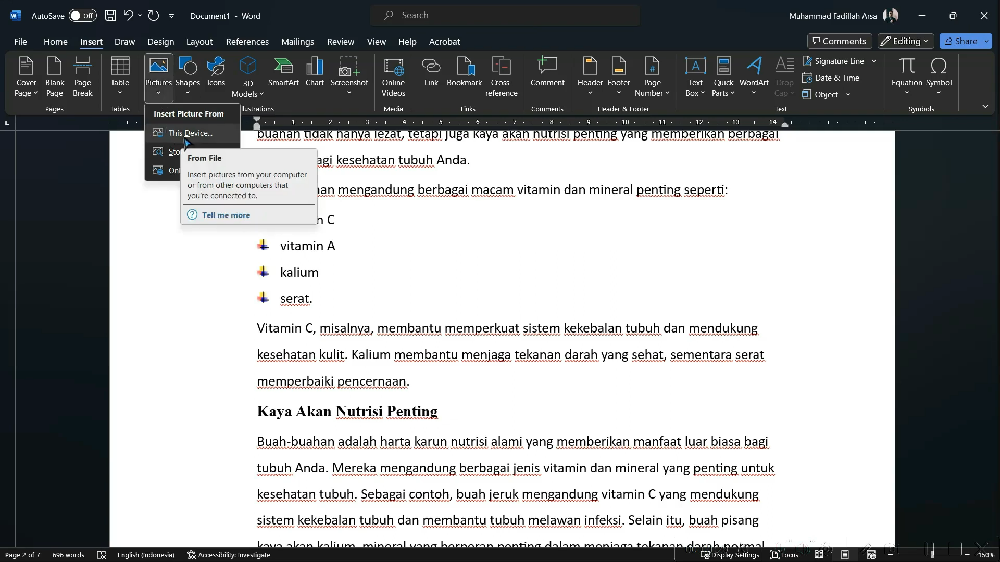 AutoSave Off Document1 - Word Search Muhammad Fadillah Arsa
File Home Insert Draw Design Layout References Mailings Review View Help Acrobat Comments Editing Share
Cover Page Blank Page Page Break
Pages
Table
Tables
Pictures Shapes Icons 3D Models SmartArt Chart Screenshot
llustrations
Online Videos
Media
Link Bookmark Cross-reference
Links
Comment
Comments
Header Footer Page Number
Header & Footer
Text Box Quick Parts WordArt Drop Cap
Signature Line
Date & Time
Object
Text
Equation Symbol
Symbols
Insert Picture From
This Device...
Sto
Onl
From File
Insert pictures from your computer
or from other computers that
you're connected to.
Tell me more
1 2 3 4 5 6 7 8 9 10 11 12 13 14
buahan tidak hanya lezat, tetapi juga kaya akan nutrisi penting yang memberikan berbagai
agi kesehatan tubuh Anda.
an mengandung berbagai macam vitamin dan mineral penting seperti:
n C
vitamin A
kalium
serat.
Vitamin C, misalnya, membantu memperkuat sistem kekebalan tubuh dan mendukung
kesehatan kulit. Kalium membantu menjaga tekanan darah yang sehat, sementara serat
memperbaiki pencernaan.
Kaya Akan Nutrisi Penting
Buah-buahan adalah harta karun nutrisi alami yang memberikan manfaat luar biasa bagi
tubuh Anda. Mereka mengandung berbagai jenis vitamin dan mineral yang penting untuk
kesehatan tubuh. Sebagai contoh, buah jeruk mengandung vitamin C yang mendukung
sistem kekebalan tubuh dan membantu tubuh melawan infeksi. Selain itu, buah pisang
kaya akan kalium, mineral yang berperan penting dalam menjaga tekanan darah normal
Page 2 of 7 696 words English (Indonesia) Accessibility: Investigate Display Settings Focus 150%